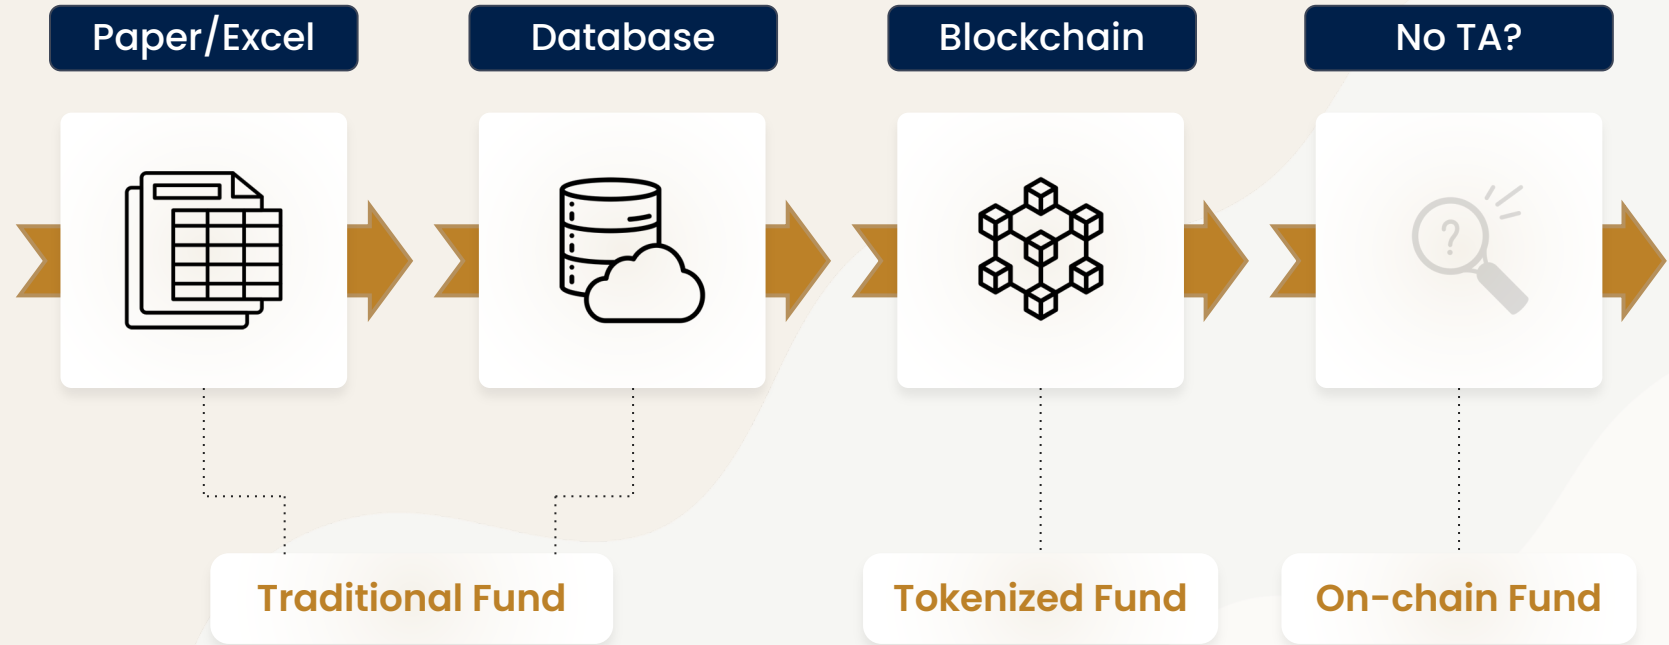 Paper/Excel
Database
Blockchain
No TA?
?
Traditional Fund
Tokenized Fund
On-chain Fund